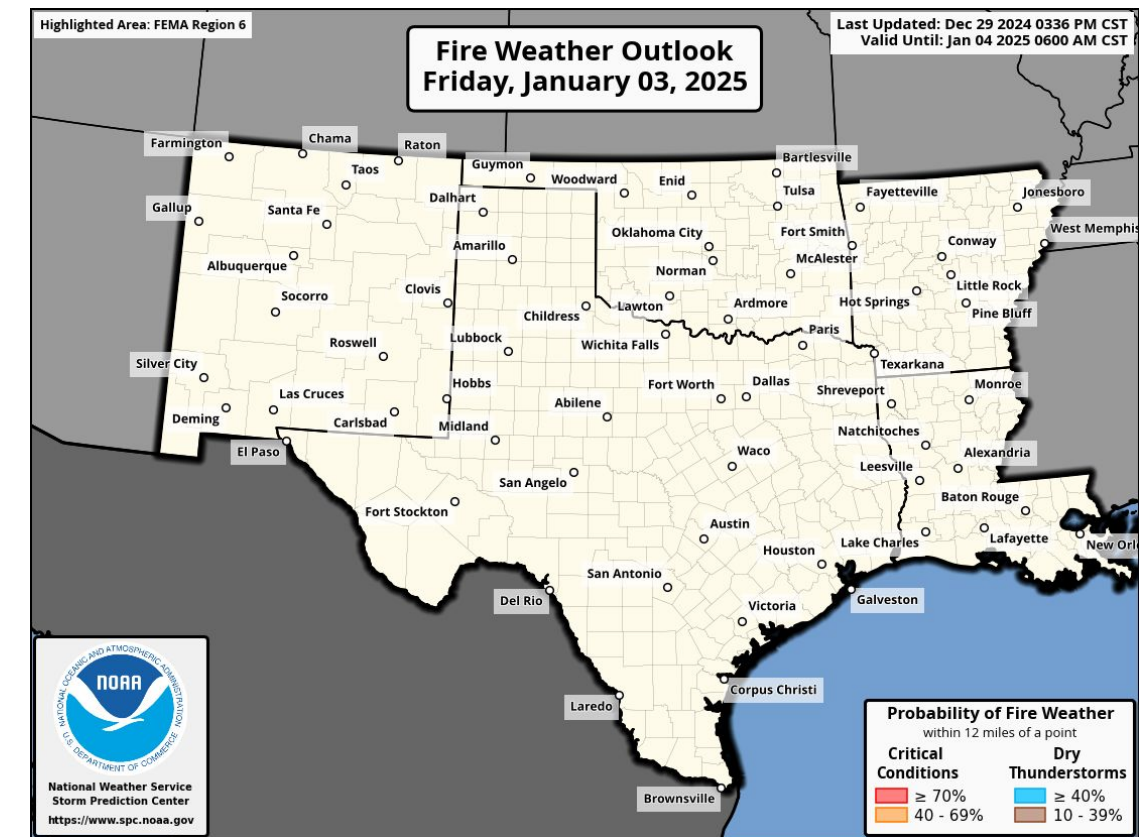 Highlighted Area: FEMA Region 6
Fire Weather Outlook
Friday, January 03, 2025
Last Updated: Dec 29 2024 0336 PM CST
Valid Until: Jan 04 2025 0600 AM CST
Farmington
Chama
Raton
Taos
Guymon
Woodward
Enid
Bartlesville
Tulsa
Fayetteville
Jonesboro
Gallup
Santa Fe
Dalhart
Oklahoma City
Fort Smith
Conway
West Memphis
Albuquerque
Amarillo
Norman
McAlester
Little Rock
Socorro
Clovis
Childress
Lawton
Ardmore
Hot Springs
Pine Bluff
Roswell
Lubbock
Wichita Falls
Paris
Texarkana
Silver City
Las Cruces
Hobbs
Abilene
Fort Worth
Dallas
Shreveport
Monroe
Deming
Carlsbad
Midland
Natchitoches
El Paso
San Angelo
Waco
Leesville
Alexandria
Fort Stockton
Austin
Baton Rouge
Houston
Lake Charles
Lafayette
New Orl
Del Rio
San Antonio
Victoria
Galveston
Laredo
Corpus Christi
Brownsville
NATIONAL OCEANIC AND ATMOSPHERIC ADMINISTRATION
NOAA
U.S. DEPARTMENT OF COMMERCE
National Weather Service
Storm Prediction Center
https://www.spc.noaa.gov
Probability of Fire Weather
within 12 miles of a point
Critical Conditions
≥ 70%
40 - 69%
Dry Thunderstorms
≥ 40%
10 - 39%